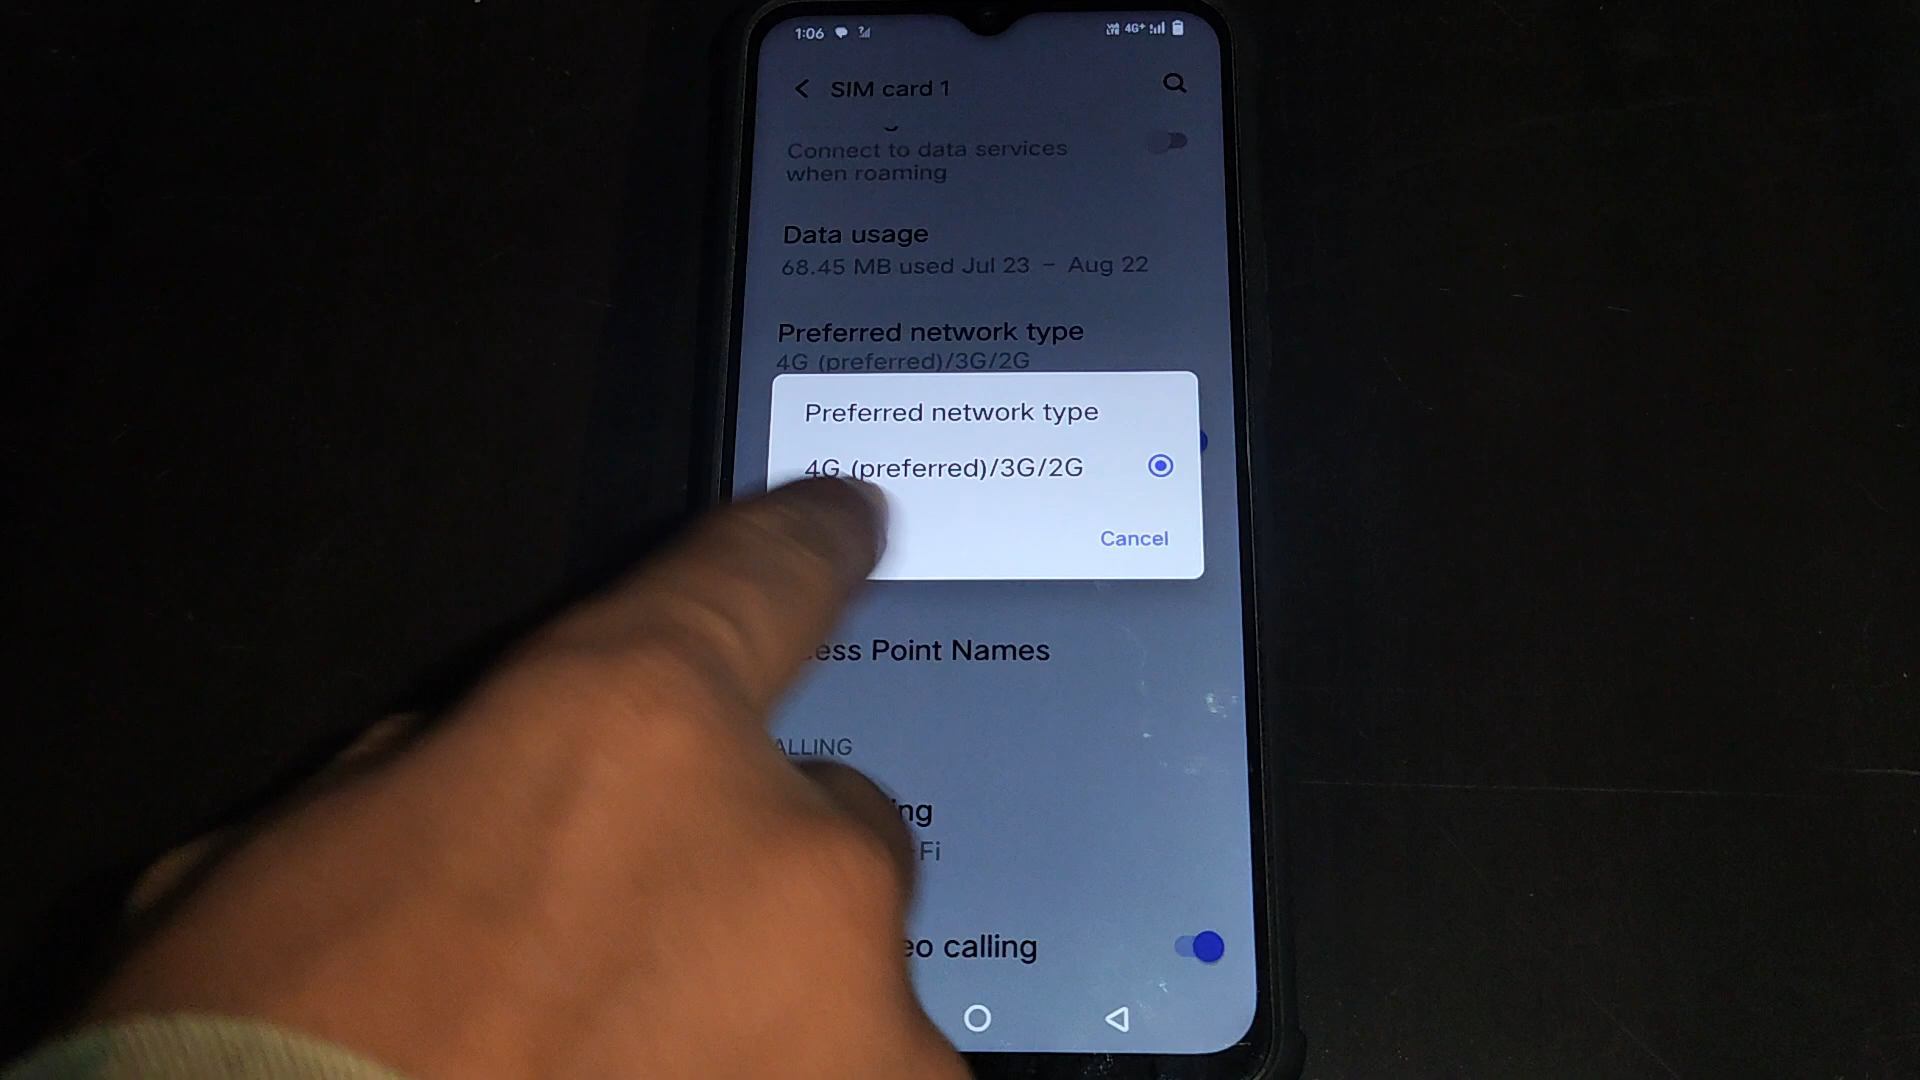 1:06
4G+
SIM card 1
Connect to data services
when roaming
Data usage
68.45 MB used Jul 23 – Aug 22
Preferred network type
4G (preferred)/3G/2G
Preferred network type
4G (preferred)/3G/2G
Cancel
ess Point Names
ALLING
ng
Fi
eo calling